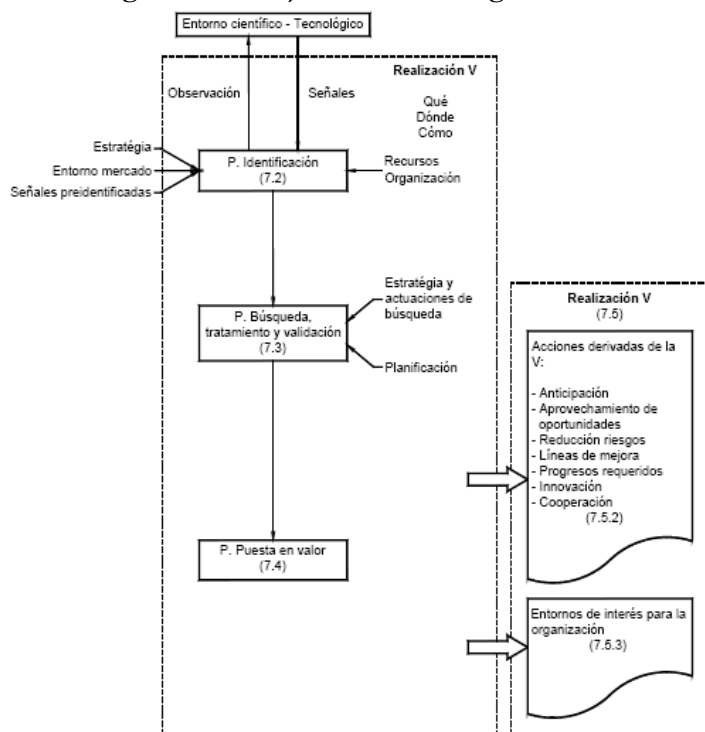 Entorno científico - Tecnológico
Realización V
Observación
Señales
Qué
Dónde
Cómo
Estratégia
Entorno mercado
Señales preidentificadas
P. Identificación
(7.2)
Recursos
Organización
Estratégia y
actuaciones de
búsqueda
P. Búsqueda,
tratamiento y validación
(7.3)
Planificación
P. Puesta en valor
(7.4)
Realización V
(7.5)
Acciones derivadas de la
V:
- Anticipación
- Aprovechamiento de
oportunidades
- Reducción riesgos
- Líneas de mejora
- Progresos requeridos
- Innovación
- Cooperación
(7.5.2)
Entornos de interés para la
organización
(7.5.3)